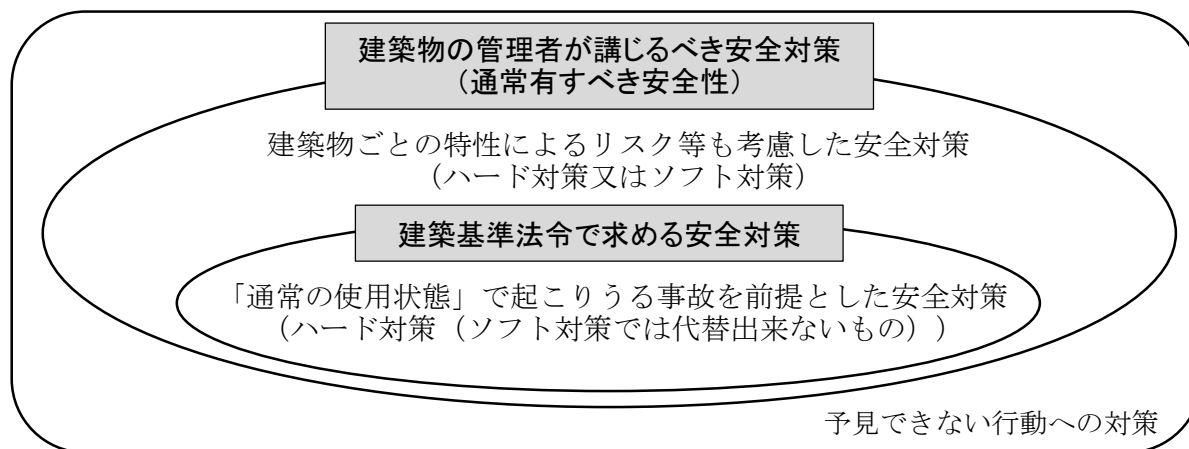 建築物の管理者が講じるべき安全対策
（通常有すべき安全性）
建築物ごとの特性によるリスク等も考慮した安全対策
（ハード対策又はソフト対策）
建築基準法令で求める安全対策
「通常の使用状態」で起こりうる事故を前提とした安全対策
（ハード対策（ソフト対策では代替出来ないもの））
予見できない行動への対策